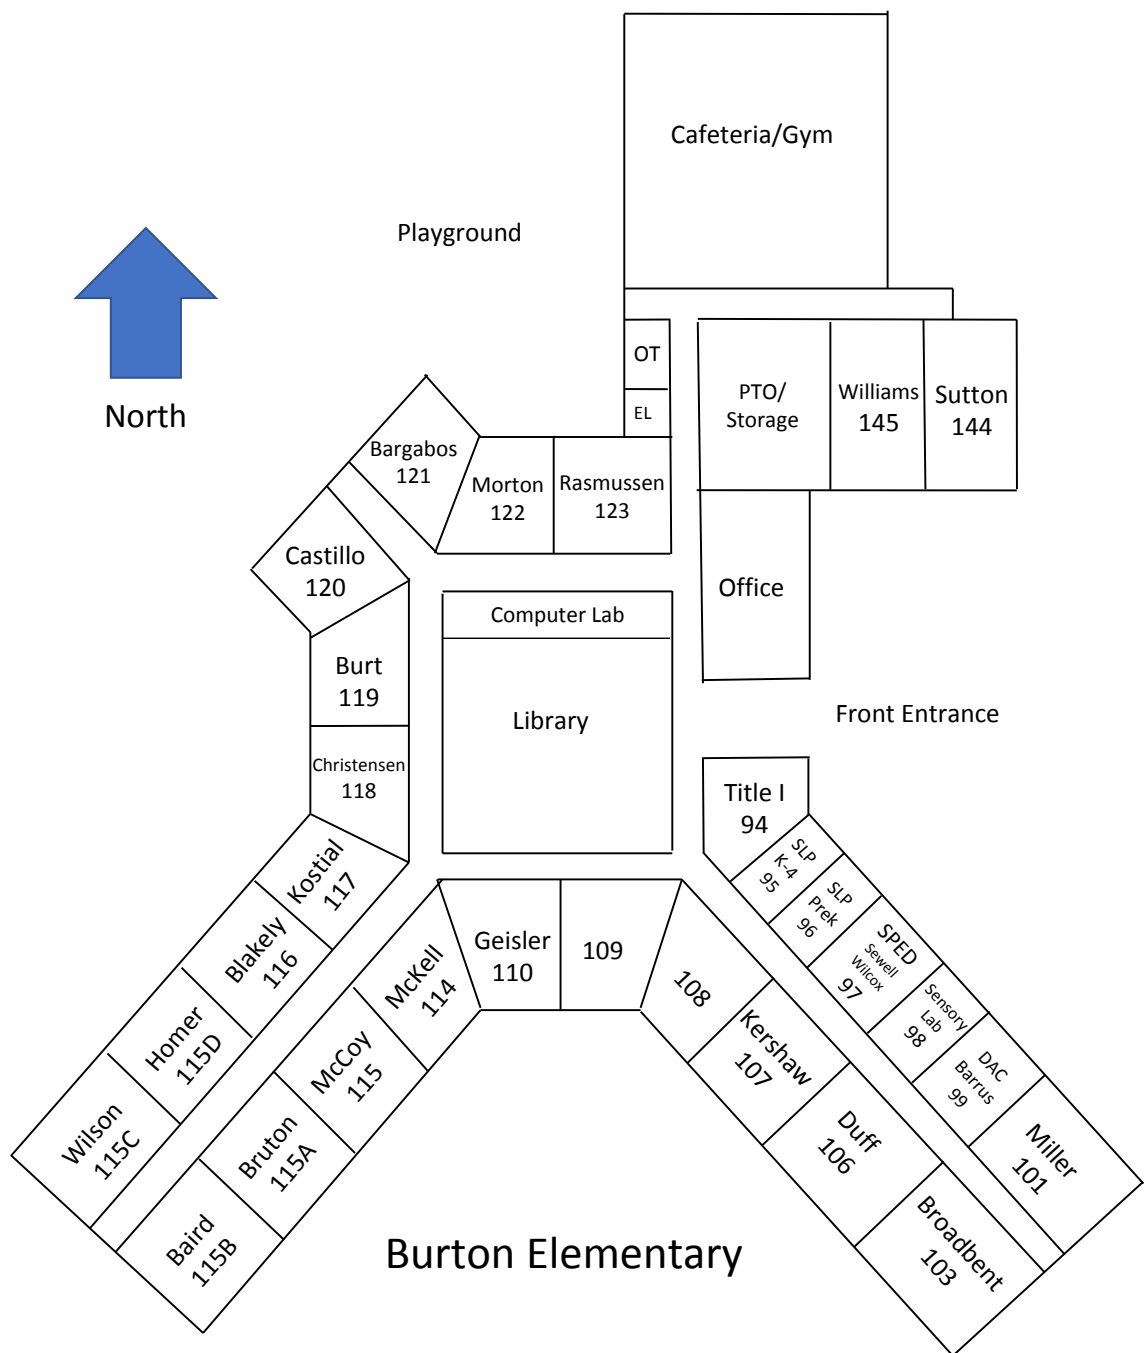 Cafeteria/Gym
Playground
North
OT
EL
PTO/
Storage
Williams
145
Sutton
144
Bargabos
121
Morton
122
Rasmussen
123
Castillo
120
Office
Computer Lab
Burt
119
Library
Front Entrance
Christensen
118
Title I
94
SLP
K-4
95
SLP
Prek
96
SPED
Sewell
Wilcox
97
Sensory
Lab
98
DAC
Barrus
99
Miller
101
Kostial
117
Blakely
116
Homer
115D
Wilson
115C
McKell
114
McCoy
115
Bruton
115A
Baird
115B
Geisler
110
109
108
Kershaw
107
Duff
106
Broadbent
103
Burton Elementary